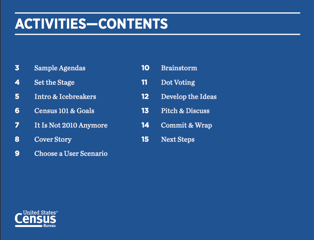 ACTIVITIES—CONTENTS
3 Sample Agendas
4 Set the Stage
5 Intro & Icebreakers
6 Census 101 & Goals
7 It Is Not 2010 Anymore
8 Cover Story
9 Choose a User Scenario
10 Brainstorm
11 Dot Voting
12 Develop the Ideas
13 Pitch & Discuss
14 Commit & Wrap
15 Next Steps
United States®
Census
Bureau